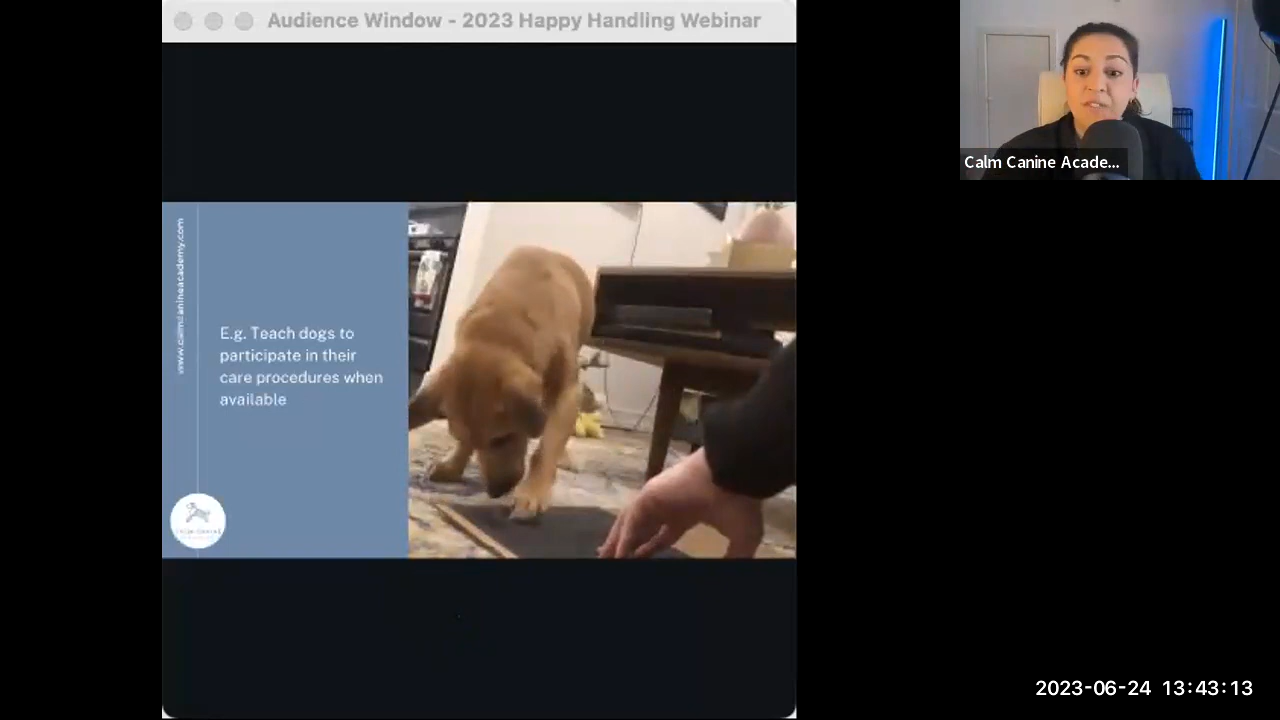 Audience Window - 2023 Happy Handling Webinar
www.calmcanineacademy.com
E.g. Teach dogs to
participate in their
care procedures when
available
Calm Canine Acade...
2023-06-24 13:43:13